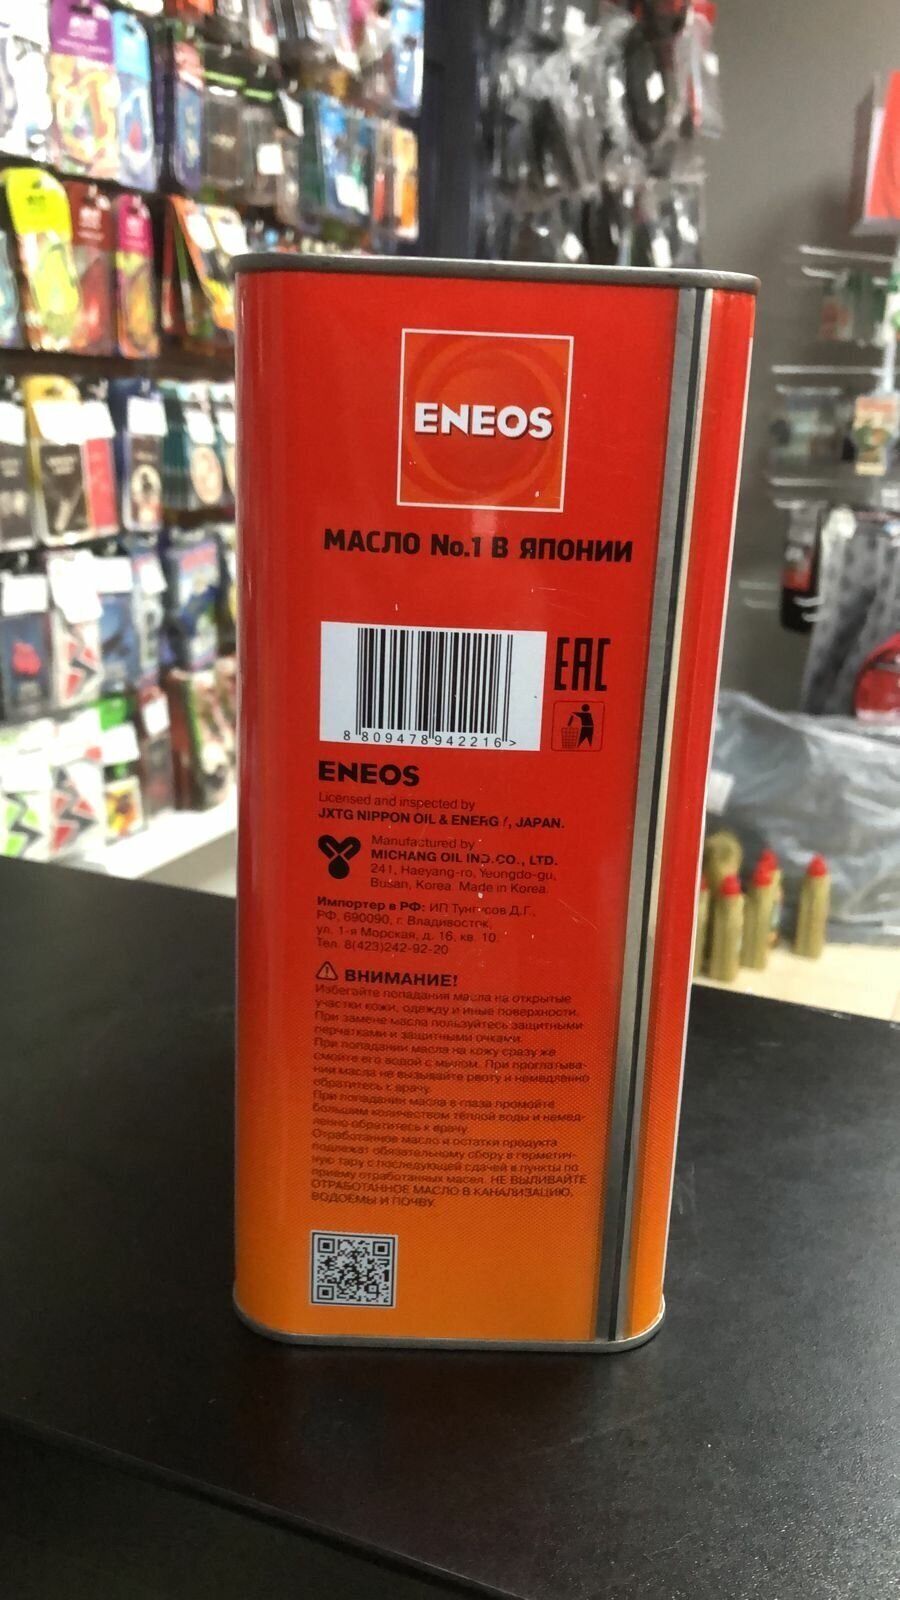 ENEOS
МАСЛО No.1 В ЯПОНИИ
EAC
8 809478 942216 >
ENEOS
Licensed and inspected by
JXTG NIPPON OIL & ENERGY, JAPAN.
Manufactured by
MICHANG OIL IND.CO., LTD.
241, Haeyang-ro, Yeongdo-gu,
Busan, Korea. Made in Korea.
Импортер в РФ: ИП Тунгусов Д.Г.,
РФ, 690090, г. Владивосток,
ул. 1-я Морская, д. 16, кв. 10.
Тел. 8(423)242-92-20
ВНИМАНИЕ!
Избегайте попадания масла на открытые
участки кожи, одежду и иные поверхности.
При замене масла пользуйтесь защитными
перчатками и защитными очками.
При попадании масла на кожу сразу же
смойте его водой с мылом. При проглатыва-
нии масла не вызывайте рвоту и немедленно
обратитесь к врачу.
При попадании масла в глаза промойте
большим количеством тёплой воды и немед-
ленно обратитесь к врачу.
Отработанное масло и остатки продукта
подлежат обязательному сбору в герметич-
ную тару с последующей сдачей в пункты по
приему отработанных масел. НЕ ВЫЛИВАЙТЕ
ОТРАБОТАННОЕ МАСЛО В КАНАЛИЗАЦИЮ,
ВОДОЕМЫ И ПОЧВУ.